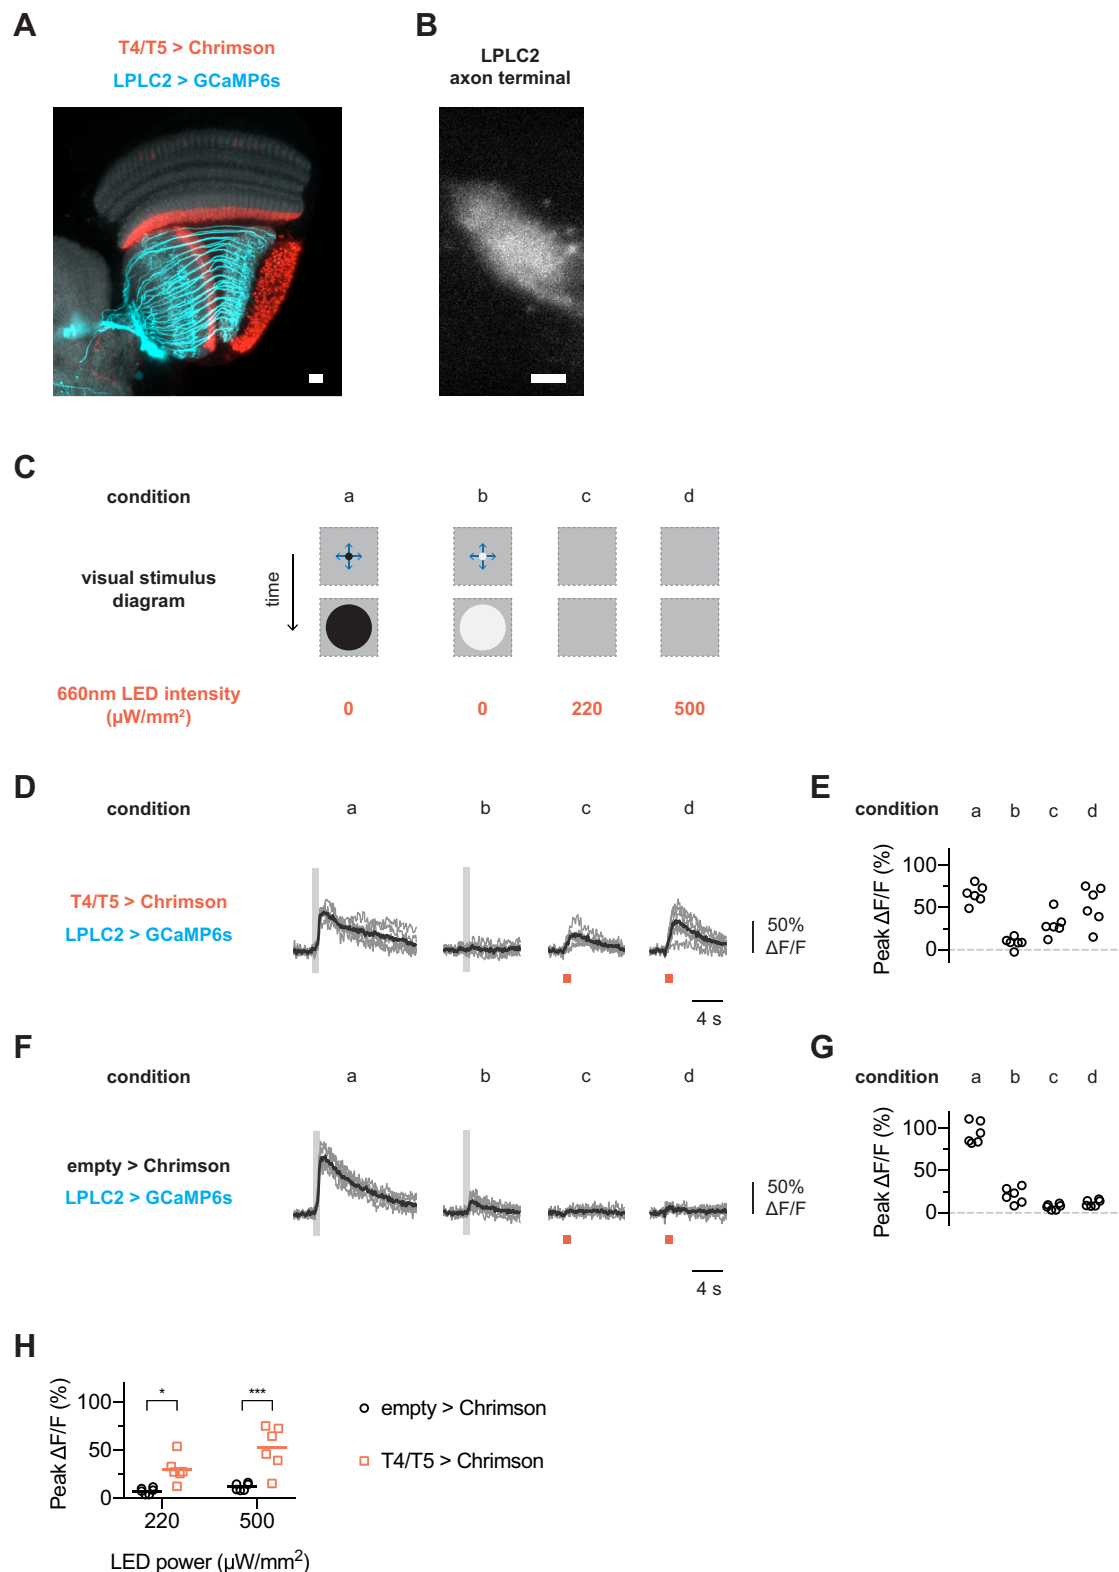 A
T4/T5 > Chrimson
LPLC2 > GCaMP6s
B
LPLC2
axon terminal
C
condition
a
b
c
d
visual stimulus
diagram
time
660nm LED intensity
(µW/mm²)
0
0
220
500
D
condition
a
b
c
d
T4/T5 > Chrimson
LPLC2 > GCaMP6s
50%
ΔF/F
4 s
E
condition
a
b
c
d
Peak ΔF/F (%)
100
50
0
F
condition
a
b
c
d
empty > Chrimson
LPLC2 > GCaMP6s
50%
ΔF/F
4 s
G
condition
a
b
c
d
Peak ΔF/F (%)
100
50
0
H
Peak ΔF/F (%)
100
50
0
*
***
220
500
LED power (µW/mm²)
empty > Chrimson
T4/T5 > Chrimson